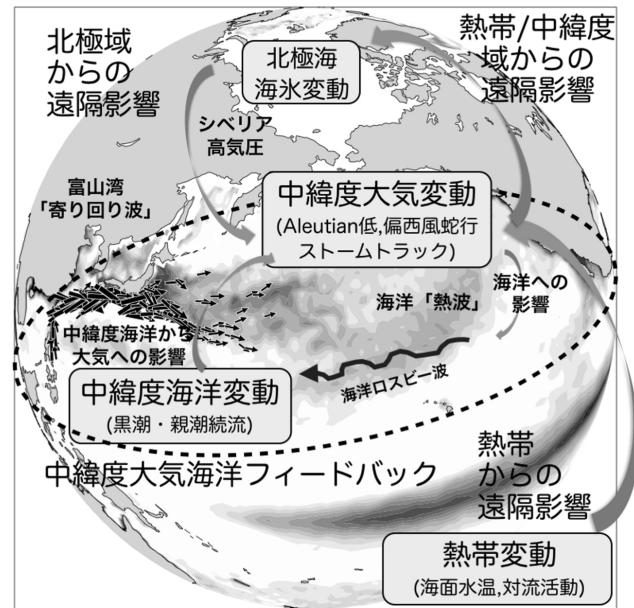 北極域
からの
遠隔影響
北極海
海氷変動
熱帯/中緯度
域からの
遠隔影響
シベリア
高気圧
富山湾
「寄り回り波」
中緯度大気変動
(Aleutian低,偏西風蛇行
ストームトラック)
海洋「熱波」
海洋への
影響
中緯度海洋から
大気への影響
海洋ロスビー波
中緯度海洋変動
(黒潮・親潮続流)
中緯度大気海洋フィードバック
熱帯
からの
遠隔影響
熱帯変動
(海面水温,対流活動)